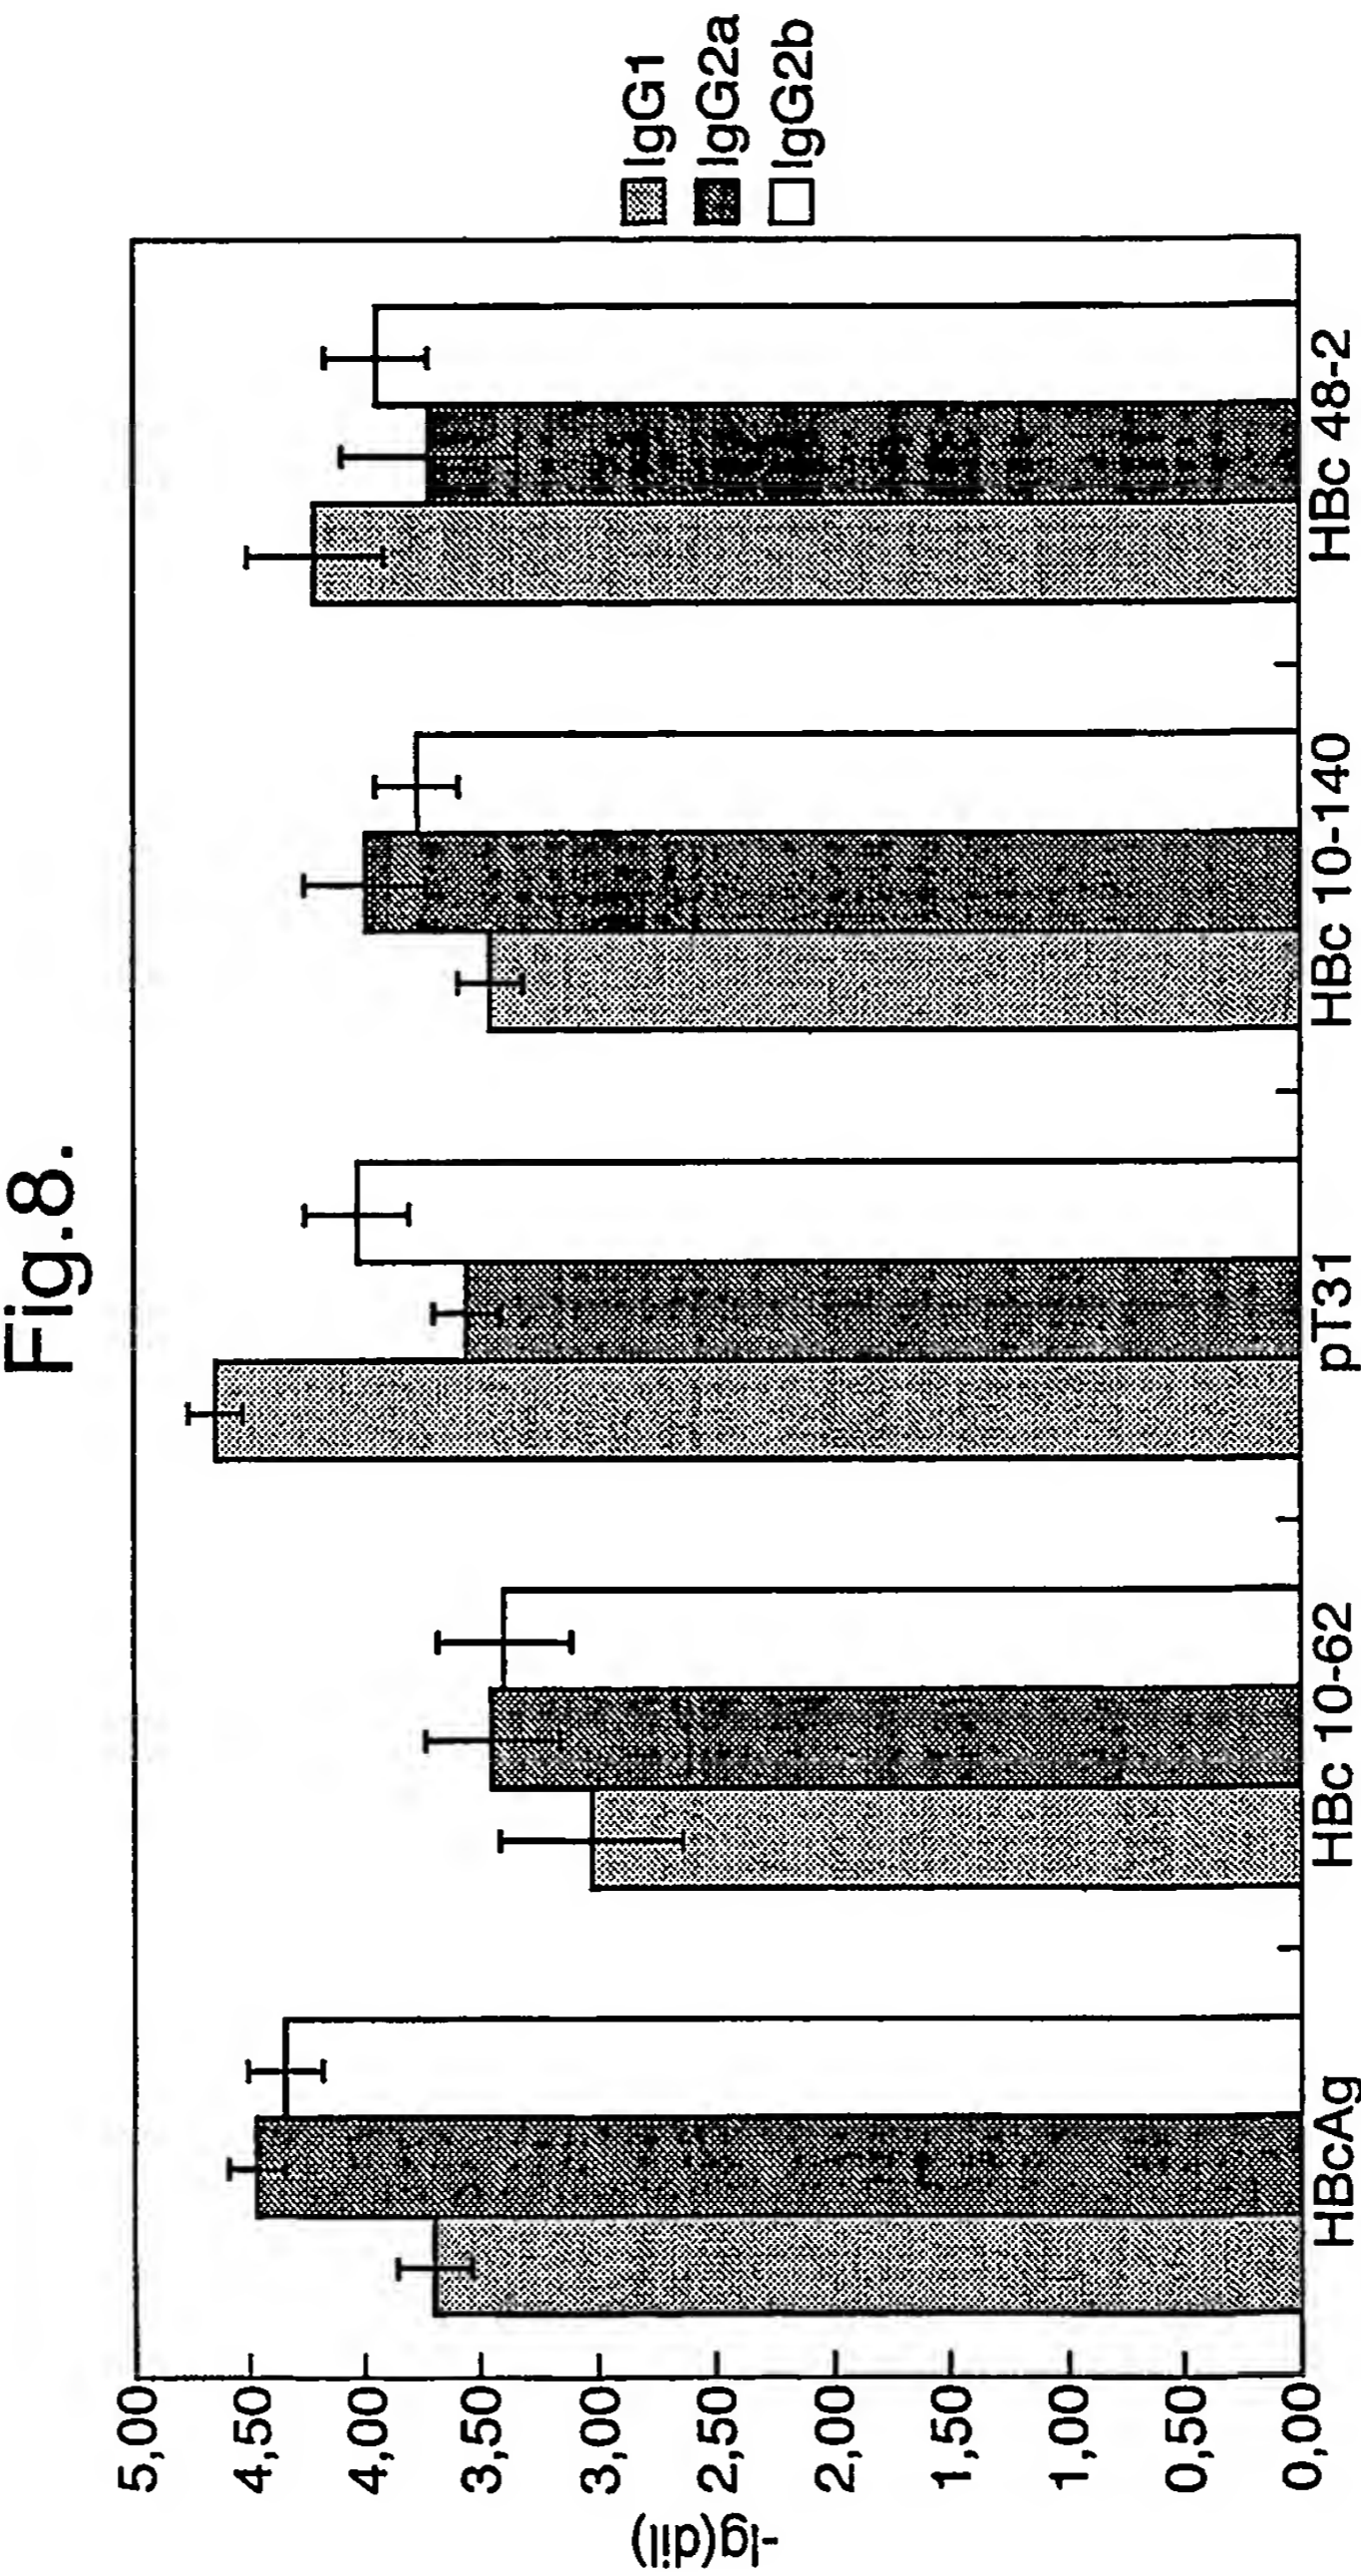 Fig.8.
-lg(dil)
5,00
4,50
4,00
3,50
3,00
2,50
2,00
1,50
1,00
0,50
0,00
HBcAg
HBc 10-62
pT31
HBc 10-140
HBc 48-2
IgG1
IgG2a
IgG2b